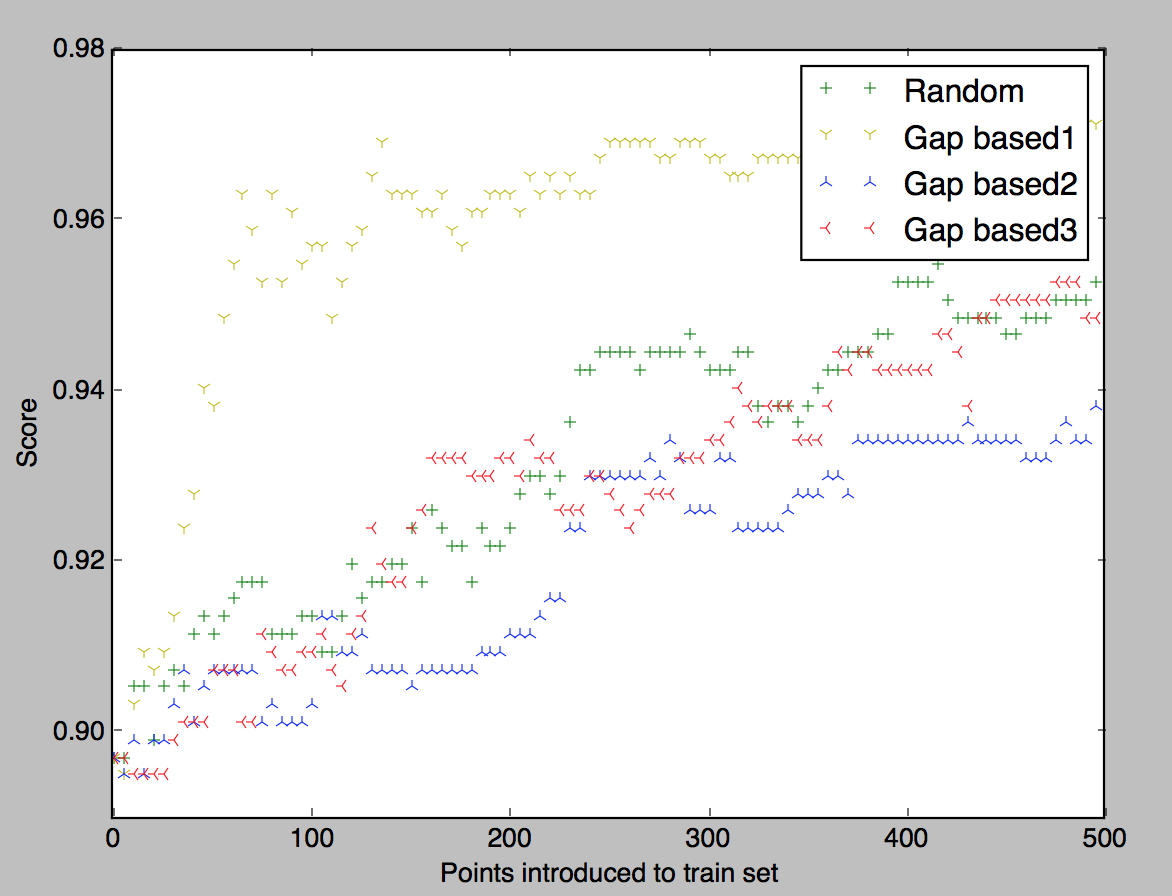 0.98
0.96
0.94
0.92
0.90
Score
Random
Gap based1
Gap based2
Gap based3
0 100 200 300 400 500
Points introduced to train set